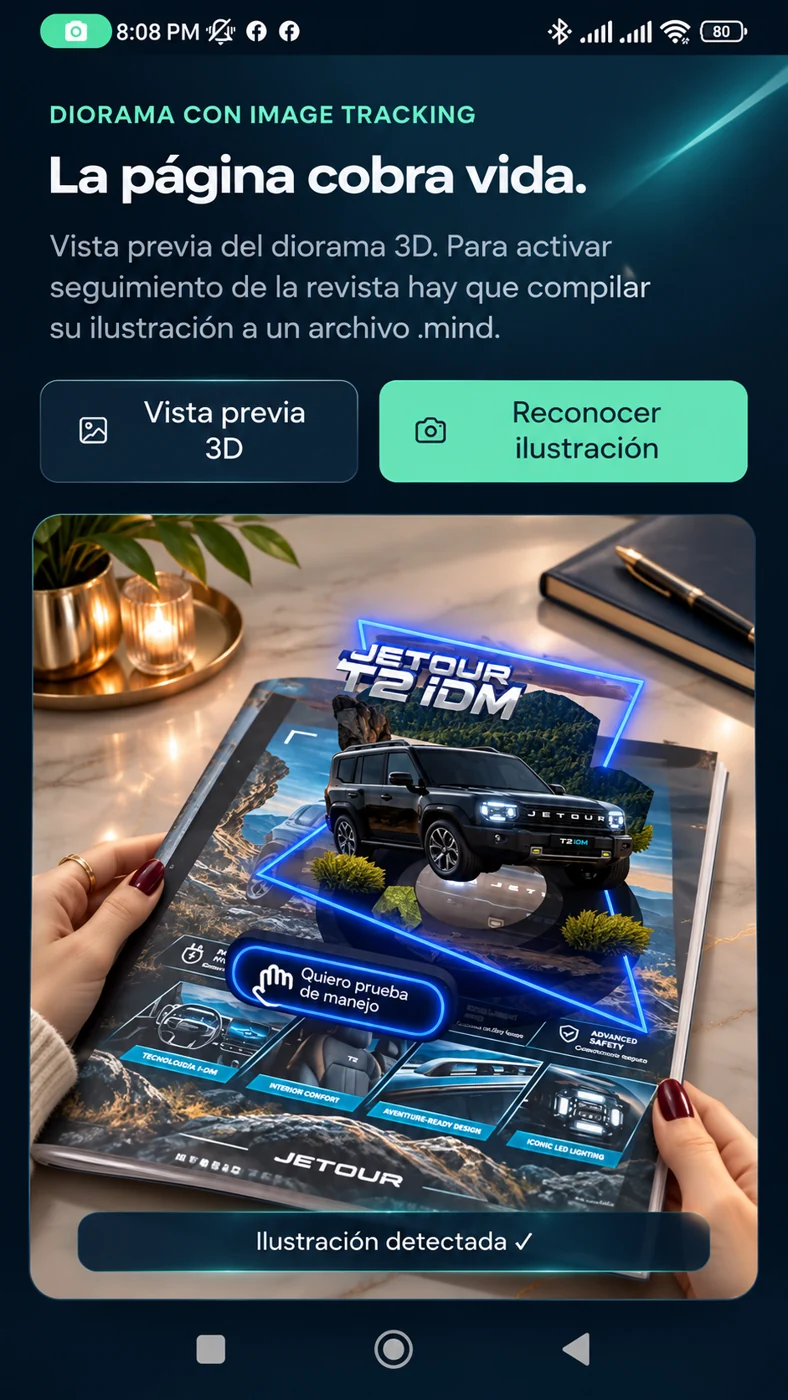 8:08 PM
80
DIORAMA CON IMAGE TRACKING
La página cobra vida.
Vista previa del diorama 3D. Para activar
seguimiento de la revista hay que compilar
su ilustración a un archivo .mind.
Vista previa
3D
Reconocer
ilustración
JETOUR
T2 iDM
JETOUR
T2 iDM
JET
Quiero prueba
de manejo
ADVANCED
SAFETY
TECNOLOGÍA i-DM
T2
INTERIOR CONFORT
AVENTURE-READY DESIGN
ICONIC LED LIGHTING
JETOUR
Ilustración detectada ✓